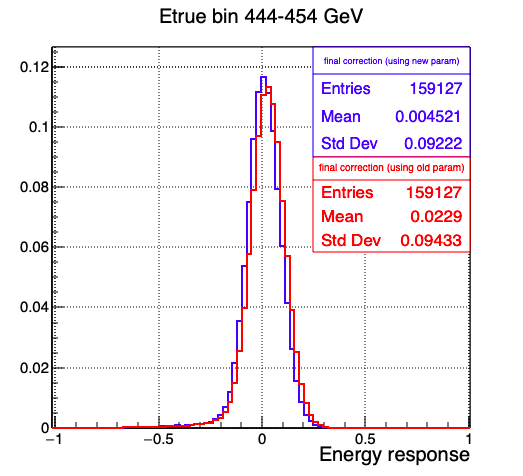 Etrue bin 444-454 GeV
final correction (using new param)
Entries 159127
Mean 0.004521
Std Dev 0.09222
final correction (using old param)
Entries 159127
Mean 0.0229
Std Dev 0.09433
0.12
0.1
0.08
0.06
0.04
0.02
0
−1 −0.5 0 0.5 1
Energy response